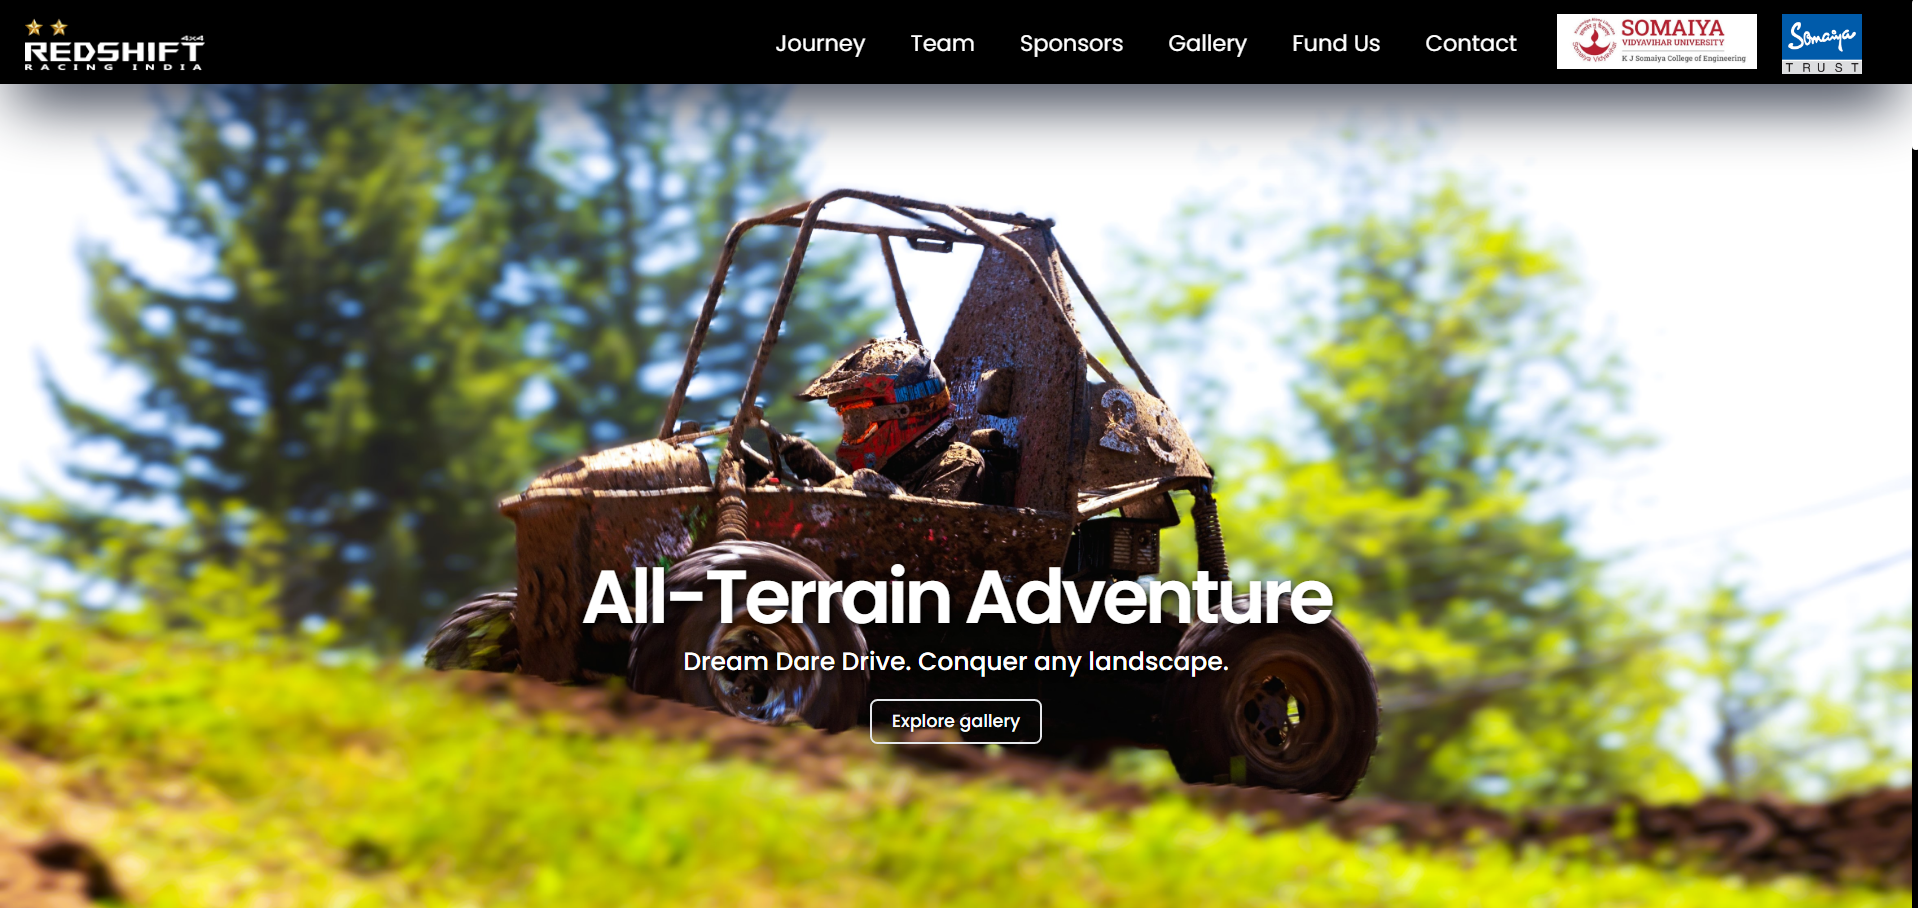 4x4
REDSHIFT
RACING INDIA
Journey
Team
Sponsors
Gallery
Fund Us
Contact
SOMAIYA
VIDYAVIHAR UNIVERSITY
K J Somaiya College of Engineering
Somaiya
TRUST
2
All-Terrain Adventure
Dream Dare Drive. Conquer any landscape.
Explore gallery